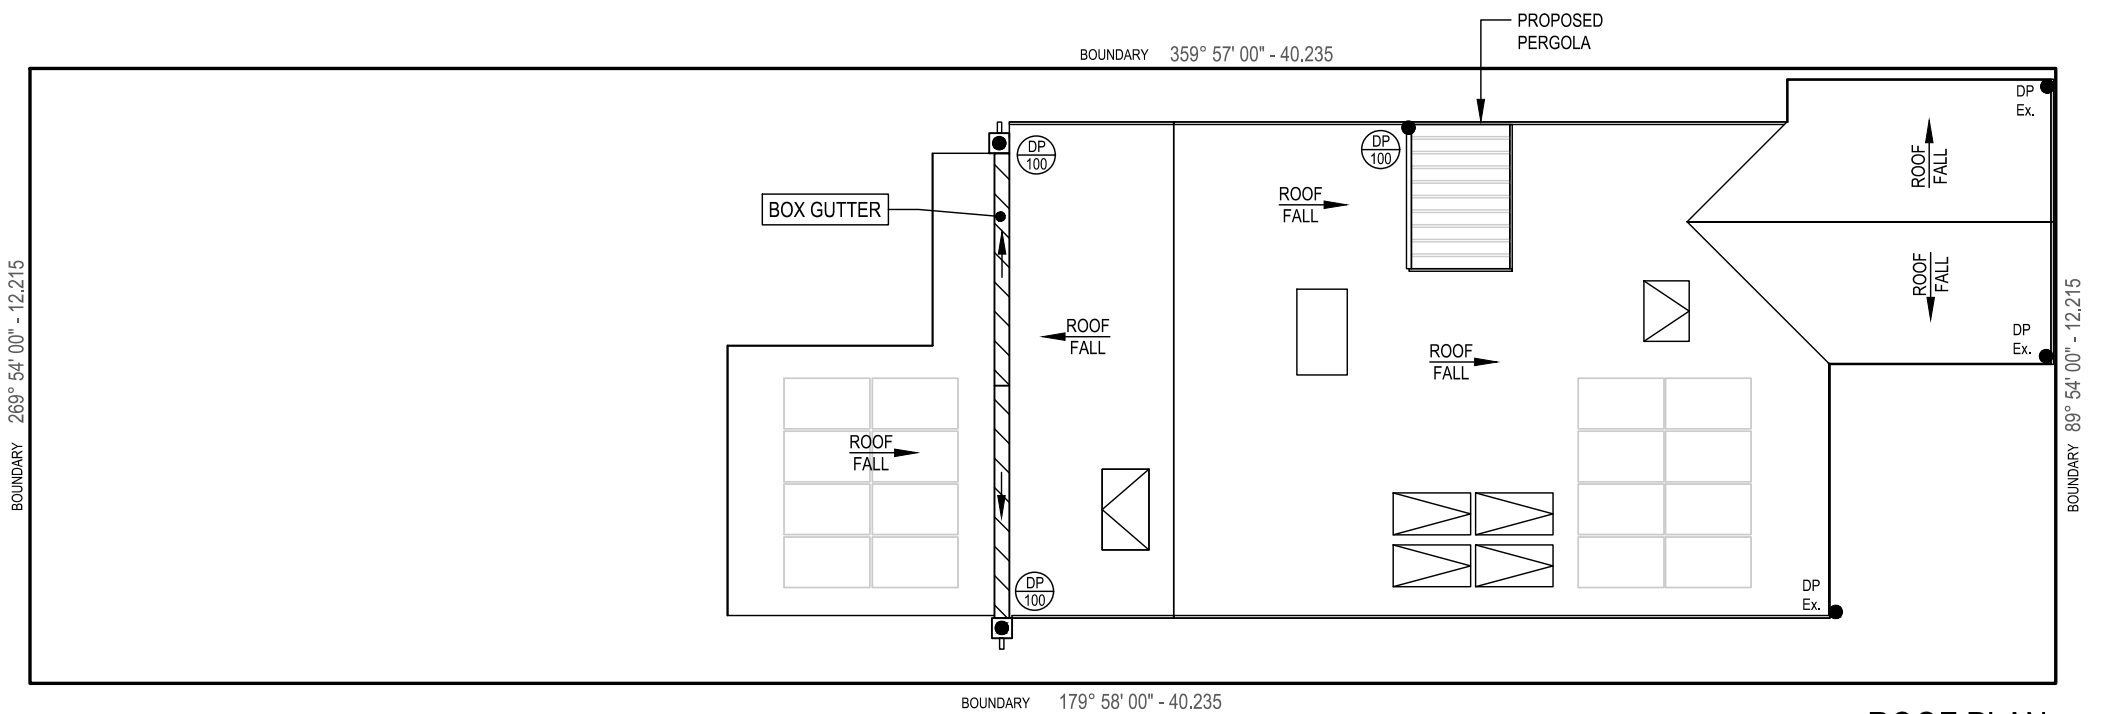 PROPOSED
PERGOLA
BOUNDARY 359° 57' 00" - 40.235
DP
Ex.
DP
100
DP
100
ROOF
FALL
BOX GUTTER
ROOF
FALL
ROOF
FALL
BOUNDARY 269° 54' 00" - 12.215
ROOF
FALL
ROOF
FALL
DP
Ex.
BOUNDARY 89° 54' 00" - 12.215
ROOF
FALL
DP
100
DP
Ex.
BOUNDARY 179° 58' 00" - 40.235
ROOF PLAN